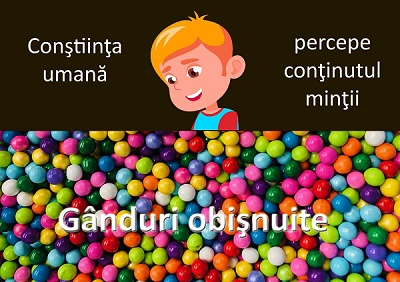 Conştiinţa
umană
percepe
conţinutul
minţii
Gânduri obişnuite